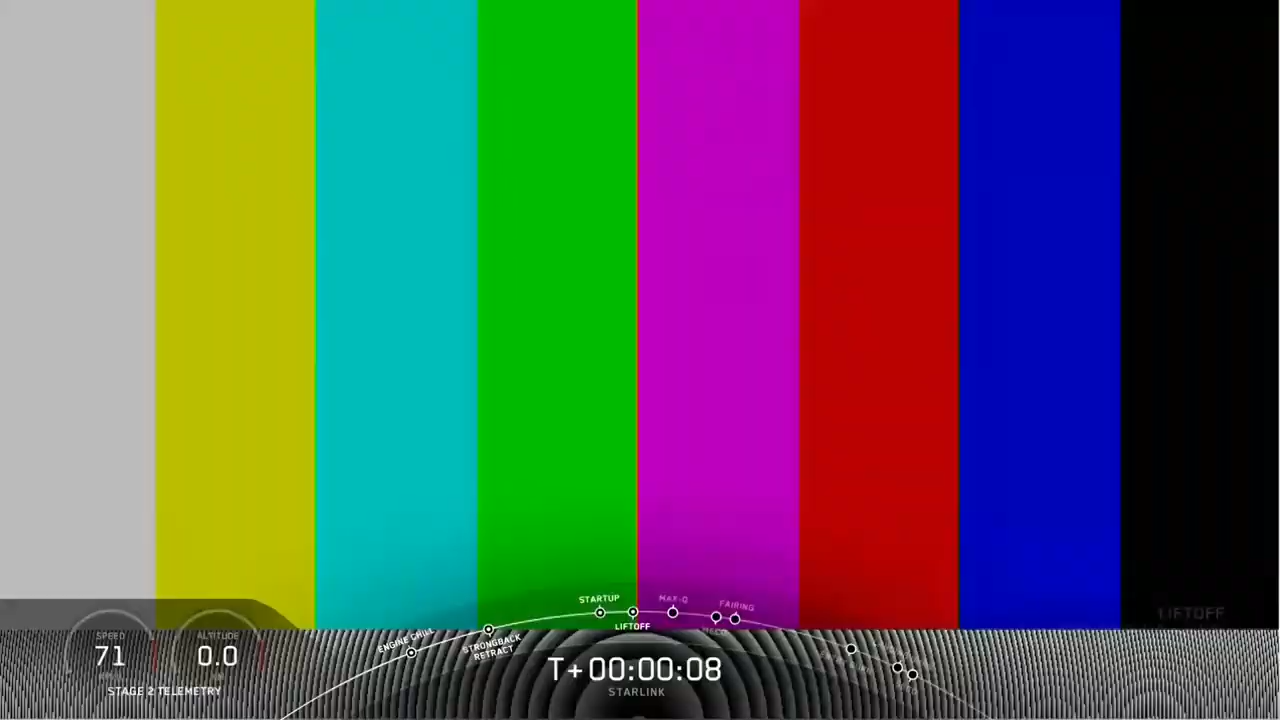 STARTUP
MAX-Q
FAIRING
LIFTOFF
MECO
LIFTOFF
ENGINE CHILL
STRONGBACK
RETRACT
SPEED
71
ALTITUDE
0.0
STAGE 2 TELEMETRY
T+00:00:08
STARLINK